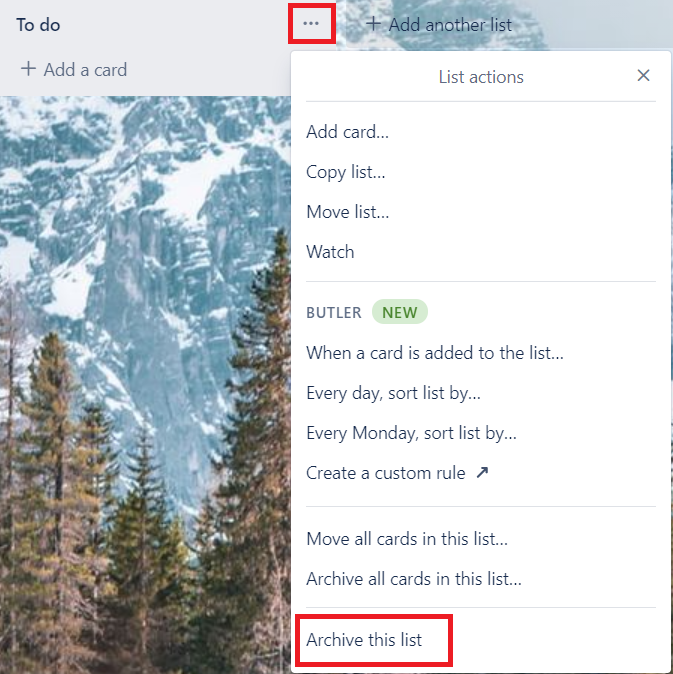 To do
...
+ Add another list
+ Add a card
List actions
Add card...
Copy list...
Move list...
Watch
BUTLER NEW
When a card is added to the list...
Every day, sort list by...
Every Monday, sort list by...
Create a custom rule
Move all cards in this list...
Archive all cards in this list...
Archive this list